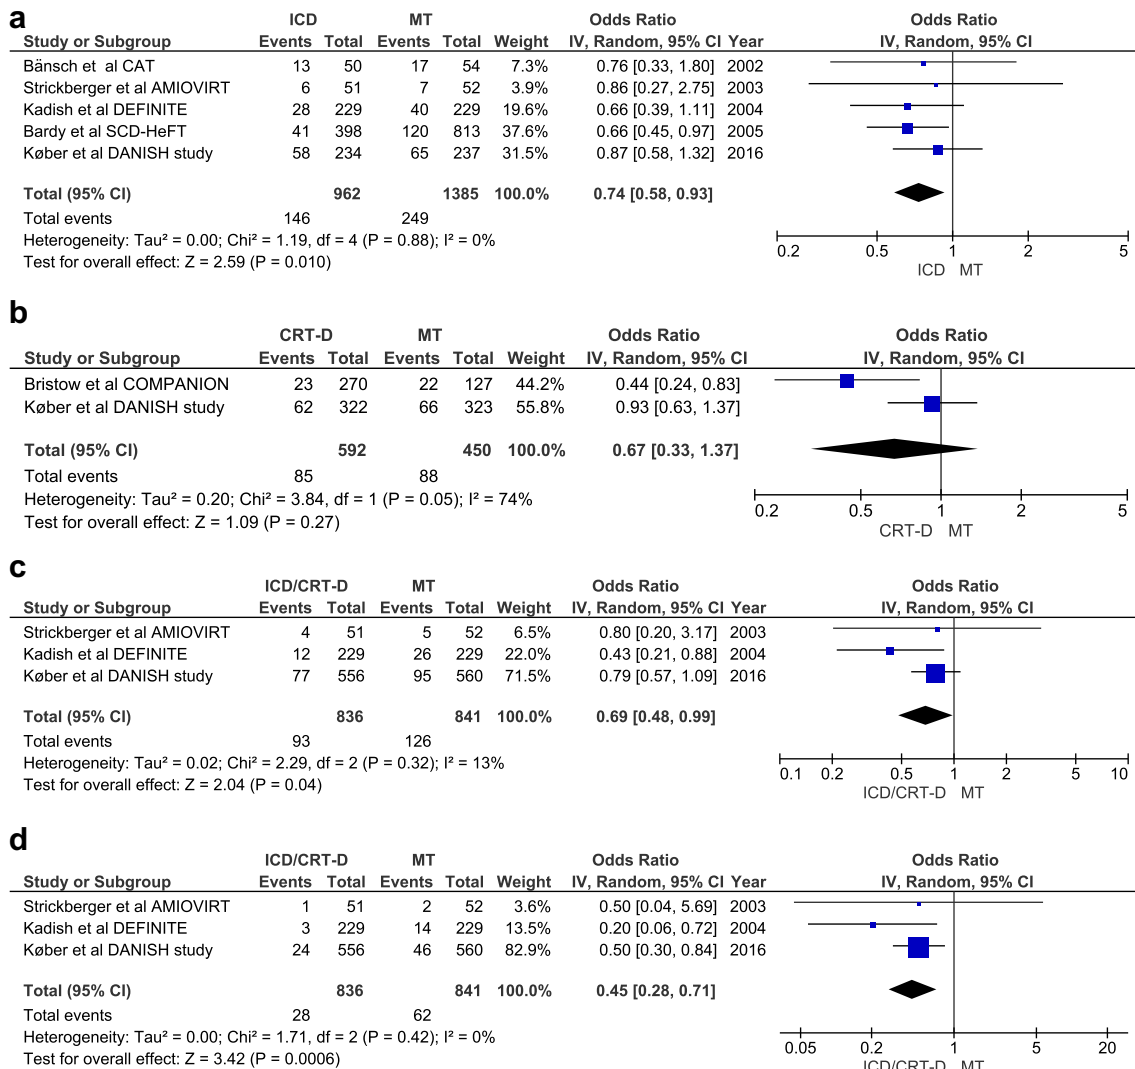 a
ICD MT Odds Ratio Odds Ratio
Study or Subgroup Events Total Events Total Weight IV, Random, 95% CI Year IV, Random, 95% CI
Bänsch et al CAT 13 50 17 54 7.3% 0.76 [0.33, 1.80] 2002
Strickberger et al AMIOVIRT 6 51 7 52 3.9% 0.86 [0.27, 2.75] 2003
Kadish et al DEFINITE 28 229 40 229 19.6% 0.66 [0.39, 1.11] 2004
Bardy et al SCD-HeFT 41 398 120 813 37.6% 0.66 [0.45, 0.97] 2005
Køber et al DANISH study 58 234 65 237 31.5% 0.87 [0.58, 1.32] 2016
Total (95% CI) 962 1385 100.0% 0.74 [0.58, 0.93]
Total events 146 249
Heterogeneity: Tau² = 0.00; Chi² = 1.19, df = 4 (P = 0.88); I² = 0%
Test for overall effect: Z = 2.59 (P = 0.010)
0.2 0.5 1 2 5
ICD MT
b
CRT-D MT Odds Ratio Odds Ratio
Study or Subgroup Events Total Events Total Weight IV, Random, 95% CI IV, Random, 95% CI
Bristow et al COMPANION 23 270 22 127 44.2% 0.44 [0.24, 0.83]
Køber et al DANISH study 62 322 66 323 55.8% 0.93 [0.63, 1.37]
Total (95% CI) 592 450 100.0% 0.67 [0.33, 1.37]
Total events 85 88
Heterogeneity: Tau² = 0.20; Chi² = 3.84, df = 1 (P = 0.05); I² = 74%
Test for overall effect: Z = 1.09 (P = 0.27)
0.2 0.5 1 2 5
CRT-D MT
c
ICD/CRT-D MT Odds Ratio Odds Ratio
Study or Subgroup Events Total Events Total Weight IV, Random, 95% CI Year IV, Random, 95% CI
Strickberger et al AMIOVIRT 4 51 5 52 6.5% 0.80 [0.20, 3.17] 2003
Kadish et al DEFINITE 12 229 26 229 22.0% 0.43 [0.21, 0.88] 2004
Køber et al DANISH study 77 556 95 560 71.5% 0.79 [0.57, 1.09] 2016
Total (95% CI) 836 841 100.0% 0.69 [0.48, 0.99]
Total events 93 126
Heterogeneity: Tau² = 0.02; Chi² = 2.29, df = 2 (P = 0.32); I² = 13%
Test for overall effect: Z = 2.04 (P = 0.04)
0.1 0.2 0.5 1 2 5 10
ICD/CRT-D MT
d
ICD/CRT-D MT Odds Ratio Odds Ratio
Study or Subgroup Events Total Events Total Weight IV, Random, 95% CI Year IV, Random, 95% CI
Strickberger et al AMIOVIRT 1 51 2 52 3.6% 0.50 [0.04, 5.69] 2003
Kadish et al DEFINITE 3 229 14 229 13.5% 0.20 [0.06, 0.72] 2004
Køber et al DANISH study 24 556 46 560 82.9% 0.50 [0.30, 0.84] 2016
Total (95% CI) 836 841 100.0% 0.45 [0.28, 0.71]
Total events 28 62
Heterogeneity: Tau² = 0.00; Chi² = 1.71, df = 2 (P = 0.42); I² = 0%
Test for overall effect: Z = 3.42 (P = 0.0006)
0.05 0.2 1 5 20
ICD/CRT-D MT